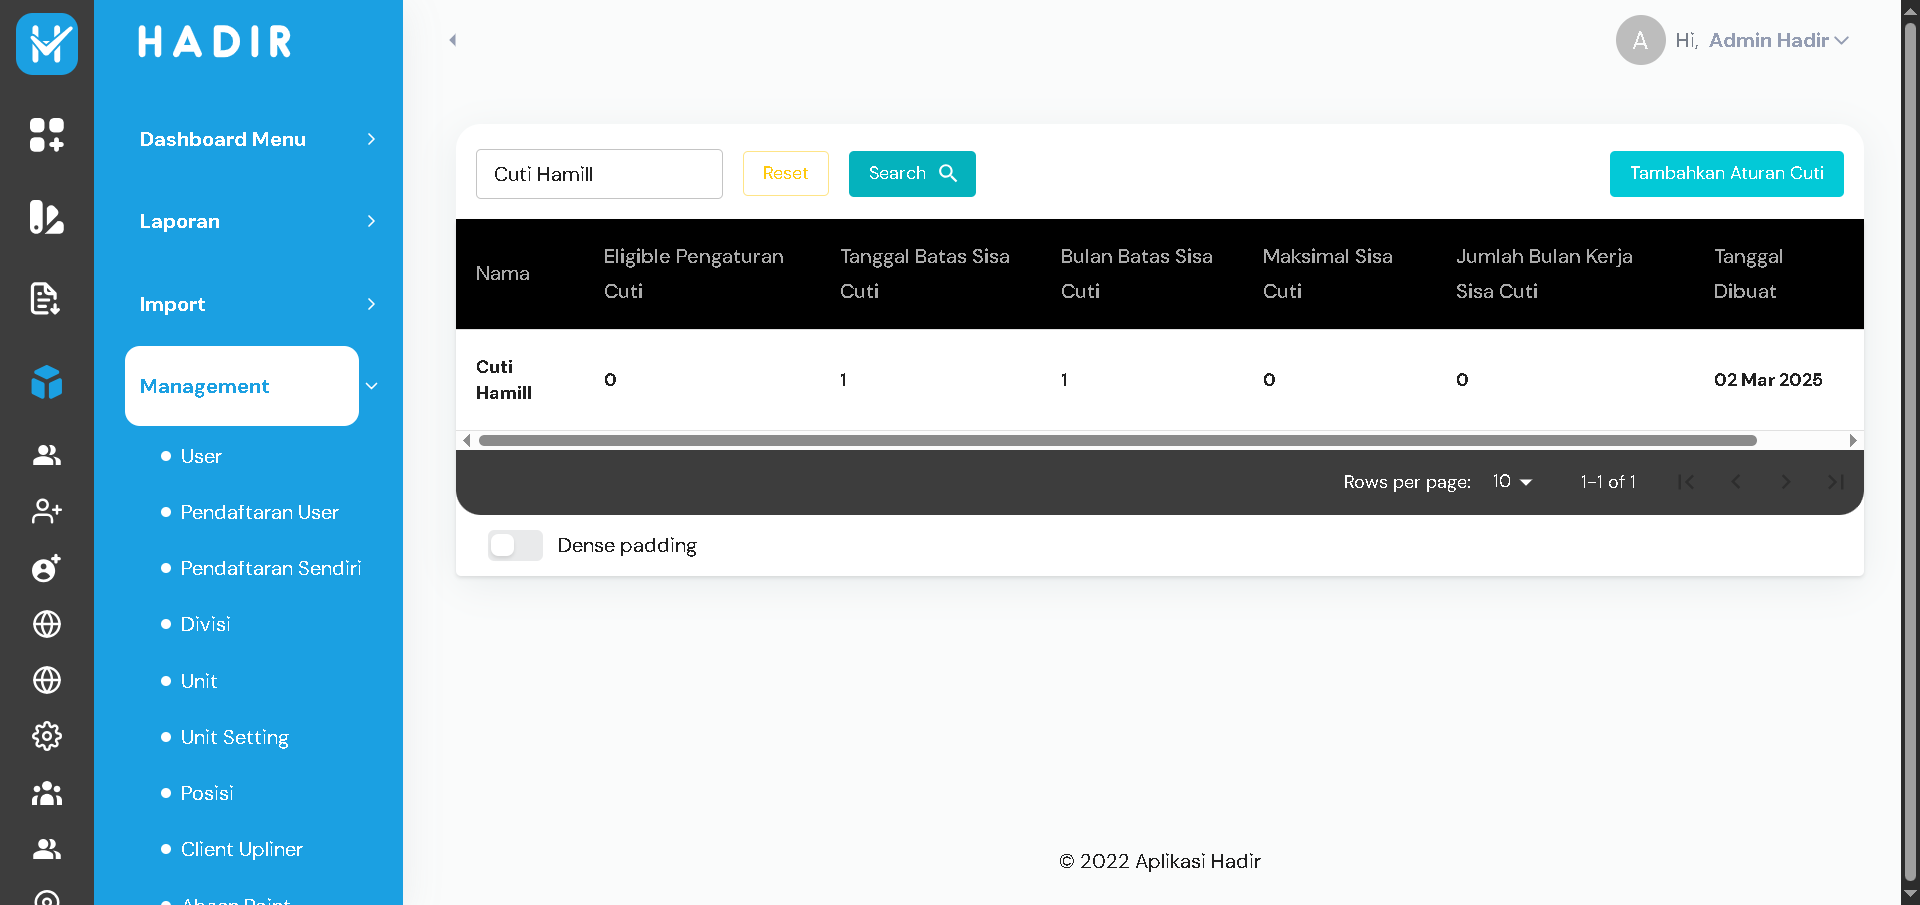 HADIR
Hi, Admin Hadir
A
Dashboard Menu
Laporan
Import
Management
User
Pendaftaran User
Pendaftaran Sendiri
Divisi
Unit
Unit Setting
Posisi
Client Upliner
Cuti Hamill
Reset
Search
Tambahkan Aturan Cuti
Nama
Eligible Pengaturan
Cuti
Tanggal Batas Sisa
Cuti
Bulan Batas Sisa
Cuti
Maksimal Sisa
Cuti
Jumlah Bulan Kerja
Sisa Cuti
Tanggal
Dibuat
Cuti
Hamill
0
1
1
0
0
02 Mar 2025
Rows per page: 10 1-1 of 1
Dense padding
© 2022 Aplikasi Hadir